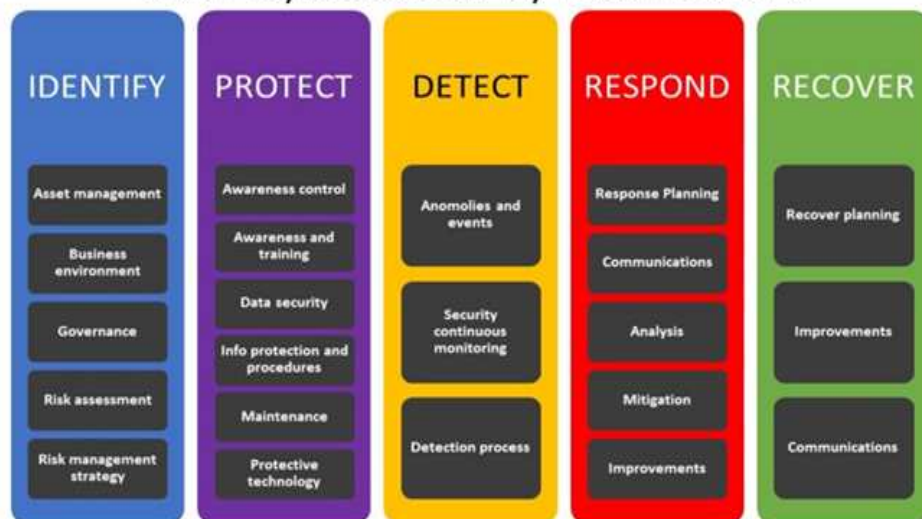 IDENTIFY
Asset management
Business
environment
Governance
Risk assessment
Risk management
strategy
PROTECT
Awareness control
Awareness and
training
Data security
Info protection and
procedures
Maintenance
Protective
technology
DETECT
Anomolies and
events
Security
continuous
monitoring
Detection process
RESPOND
Response Planning
Communications
Analysis
Mitigation
Improvements
RECOVER
Recover planning
Improvements
Communications